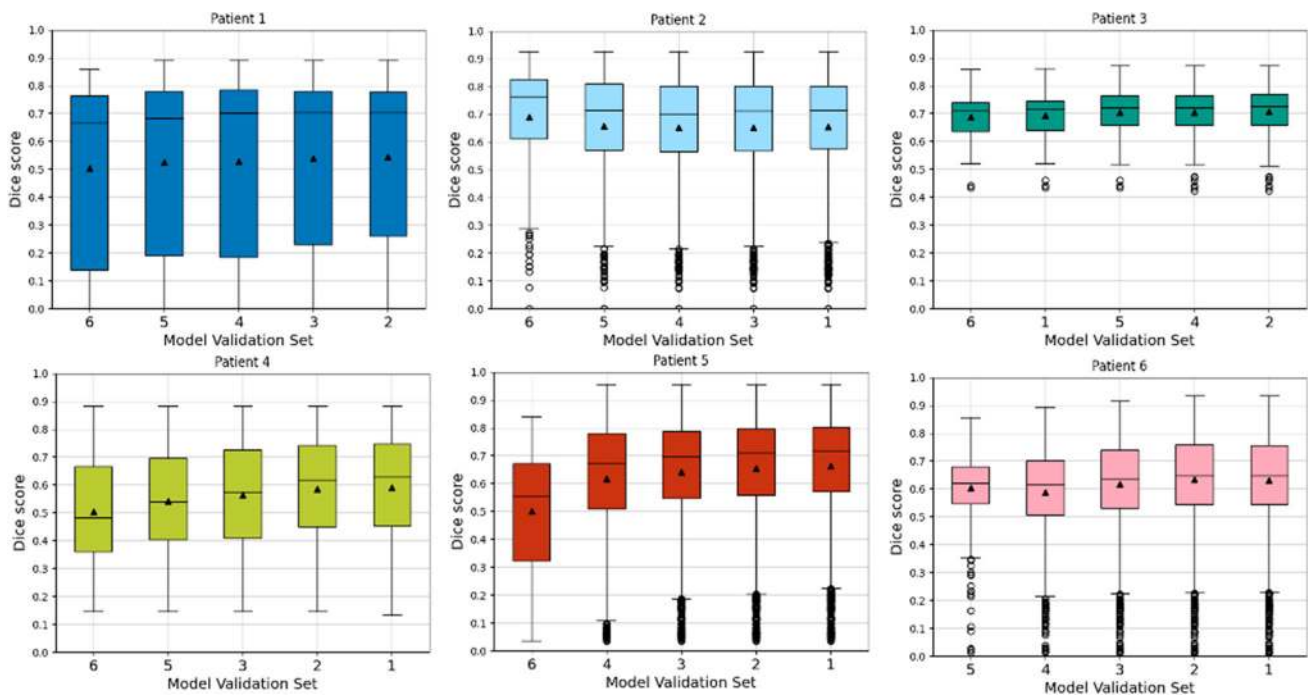 Patient 1
1.0
0.9
0.8
0.7
0.6
0.5
0.4
0.3
0.2
0.1
0.0
Dice score
6 5 4 3 2
Model Validation Set
Patient 2
1.0
0.9
0.8
0.7
0.6
0.5
0.4
0.3
0.2
0.1
0.0
Dice score
6 5 4 3 1
Model Validation Set
Patient 3
1.0
0.9
0.8
0.7
0.6
0.5
0.4
0.3
0.2
0.1
0.0
Dice score
6 1 5 4 2
Model Validation Set
Patient 4
1.0
0.9
0.8
0.7
0.6
0.5
0.4
0.3
0.2
0.1
0.0
Dice score
6 5 3 2 1
Model Validation Set
Patient 5
1.0
0.9
0.8
0.7
0.6
0.5
0.4
0.3
0.2
0.1
0.0
Dice score
6 4 3 2 1
Model Validation Set
Patient 6
1.0
0.9
0.8
0.7
0.6
0.5
0.4
0.3
0.2
0.1
0.0
Dice score
5 4 3 2 1
Model Validation Set